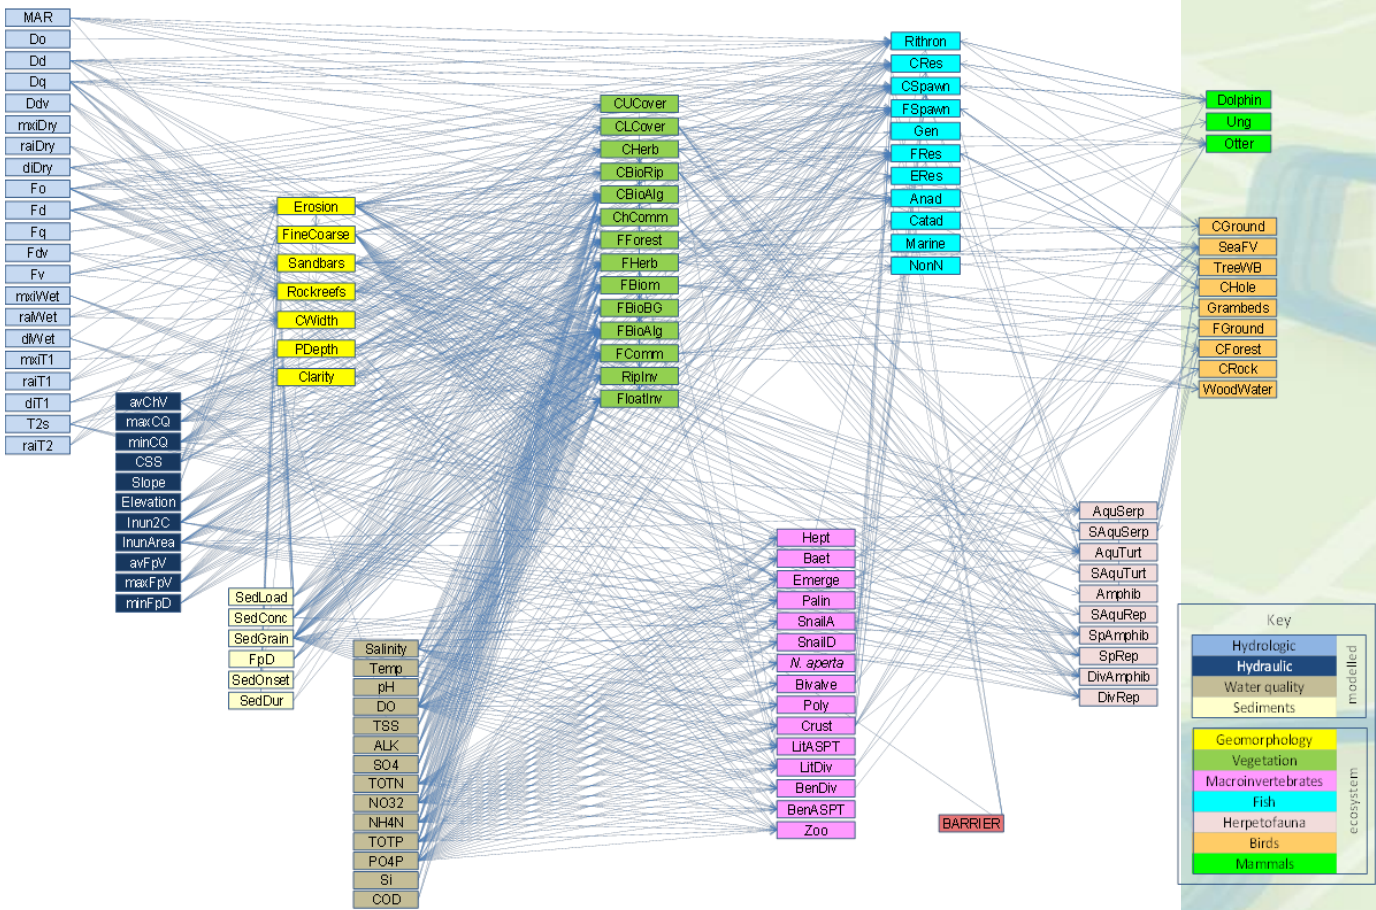 MAR
Do
Dd
Dq
Ddv
mxiDry
raiDry
diDry
Fo
Fd
Fq
Fdv
Fv
mxiWet
raiWet
diWet
mxiT1
raiT1
diT1
T2s
raiT2
avChV
maxCQ
minCQ
CSS
Slope
Elevation
Inun2C
InunArea
avFpV
maxFpV
minFpD
Erosion
FineCoarse
Sandbars
Rockreefs
CWidth
PDepth
Clarity
SedLoad
SedConc
SedGrain
FpD
SedOnset
SedDur
Salinity
Temp
pH
DO
TSS
ALK
SO4
TOTN
NO32
NH4N
TOTP
PO4P
Si
COD
CUCover
CLCover
CHerb
CBioRip
CBioAlg
ChComm
FForest
FHerb
FBiom
FBioBG
FBioAlg
FComm
RipInv
FloatInv
Hept
Baet
Emerge
Palin
SnailA
SnailD
N. aperta
Bivalve
Poly
Crust
LitASPT
LitDiv
BenDiv
BenASPT
Zoo
Rithron
CRes
CSpawn
FSpawn
Gen
FRes
ERes
Anad
Catad
Marine
NonN
BARRIER
AquSerp
SAquSerp
AquTurt
SAquTurt
Amphib
SAquRep
SpAmphib
SpRep
DivAmphib
DivRep
Dolphin
Ung
Otter
CGround
SeaFV
TreeWB
CHole
Grambeds
FGround
CForest
CRock
WoodWater
Key
Hydrologic
Hydraulic
Water quality
Sediments
modelled
Geomorphology
Vegetation
Macroinvertebrates
Fish
Herpetofauna
Birds
Mammals
ecosystem